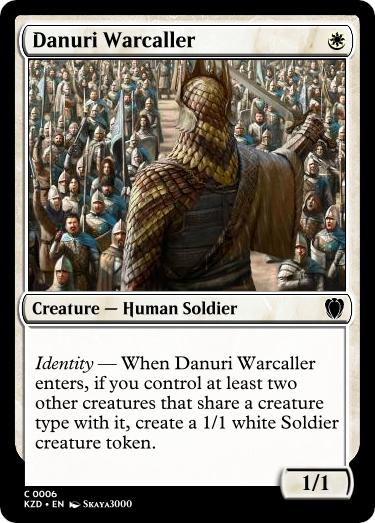 Danuri Warcaller
Creature — Human Soldier
Identity — When Danuri Warcaller
enters, if you control at least two
other creatures that share a creature
type with it, create a 1/1 white Soldier
creature token.
1/1
C 0006
KZD • EN Skaya3000